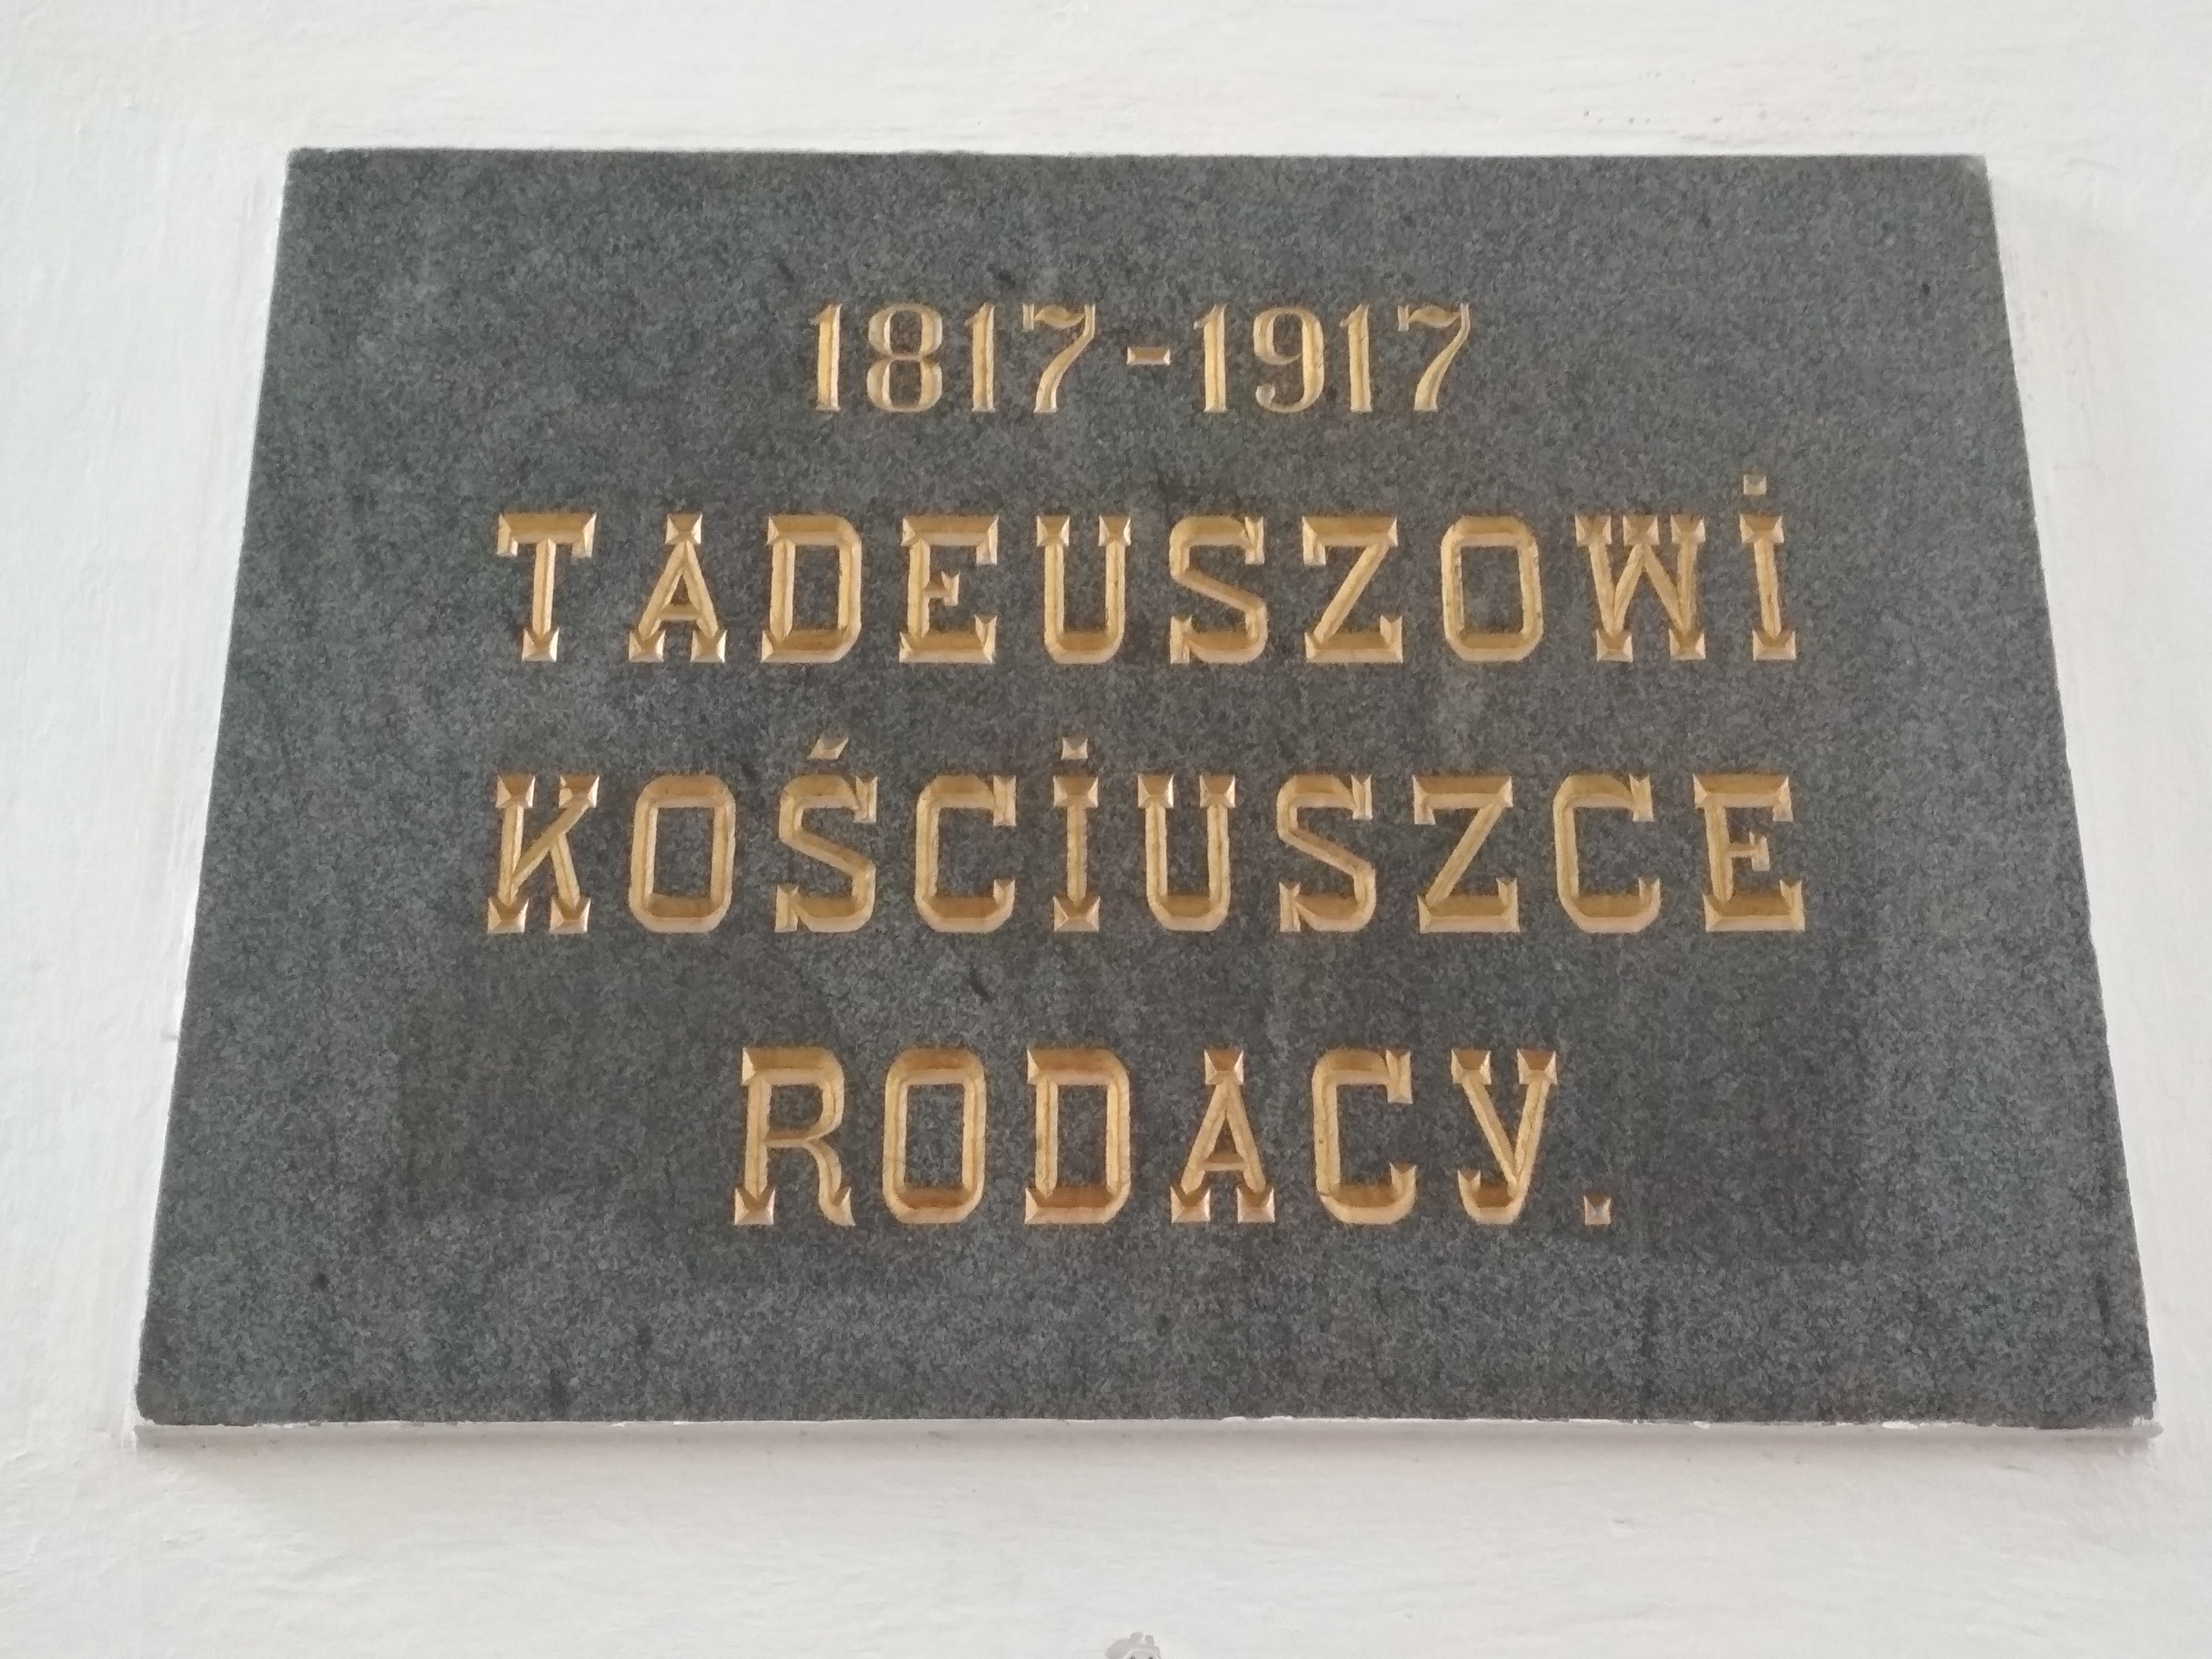 1817-1917
TADEUSZOWI
KOŚCIUSZCE
RODACY.